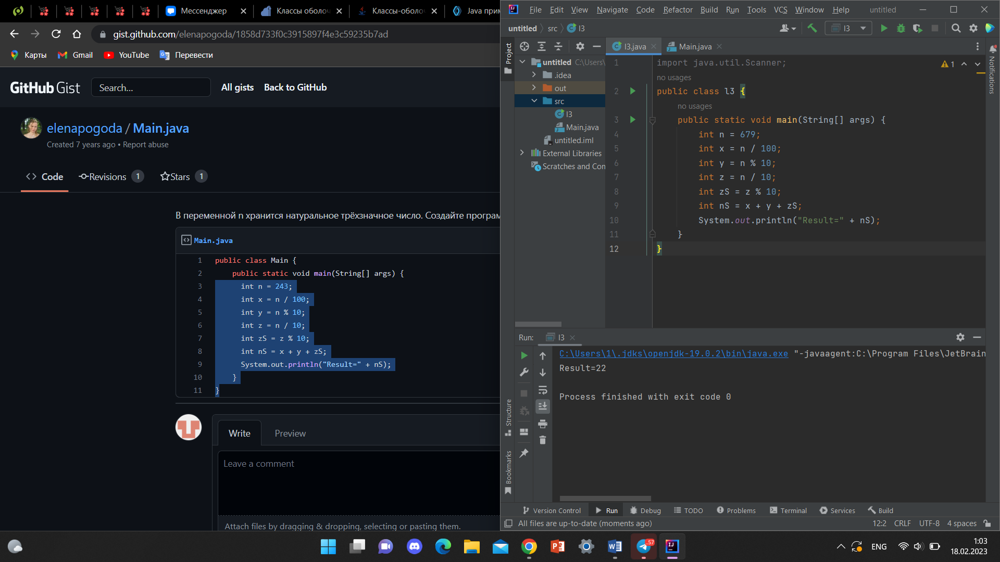 Мессенджер
Классы оболоч
Классы-оболо
Java прим
gist.github.com/elenapogoda/1858d733f0c3915897f4e3c59235b7ad
Карты
Gmail
YouTube
Перевести
GitHub Gist
Search...
All gists
Back to GitHub
elenapogoda / Main.java
Created 7 years ago • Report abuse
Code
Revisions 1
Stars 1
В переменной n хранится натуральное трёхзначное число. Создайте програм
Main.java
1 public class Main {
2 public static void main(String[] args) {
3 int n = 243;
4 int x = n / 100;
5 int y = n % 10;
6 int z = n / 10;
7 int zS = z % 10;
8 int nS = x + y + zS;
9 System.out.println("Result=" + nS);
10 }
11 }
Write
Preview
Leave a comment
Attach files by dragging & dropping, selecting or pasting them.
IJ
File Edit View Navigate Code Refactor Build Run Tools VCS Window Help
untitled
untitled
src
l3
l3
Project
l3.java
Main.java
Notifications
untitled C:\Users\
.idea
out
src
l3
Main.java
untitled.iml
External Libraries
Scratches and Con
1
1 import java.util.Scanner;
no usages
2 public class l3 {
no usages
3 public static void main(String[] args) {
4 int n = 679;
5 int x = n / 100;
6 int y = n % 10;
7 int z = n / 10;
8 int zS = z % 10;
9 int nS = x + y + zS;
10 System.out.println("Result=" + nS);
11 }
12 }
Run:
l3
C:\Users\1\.jdks\openjdk-19.0.2\bin\java.exe "-javaagent:C:\Program Files\JetBrain
Result=22
Process finished with exit code 0
Structure
Bookmarks
Version Control
Run
Debug
TODO
Problems
Terminal
Services
Build
All files are up-to-date (moments ago)
12:2
CRLF
UTF-8
4 spaces
57
ENG
1:03
18.02.2023